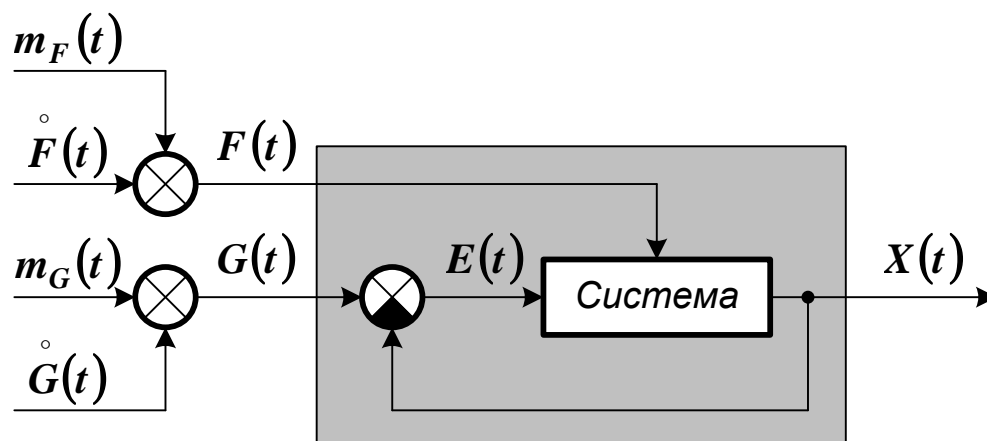 m_F(t)
F̊(t)
F(t)
m_G(t)
G(t)
E(t)
Система
X(t)
G̊(t)